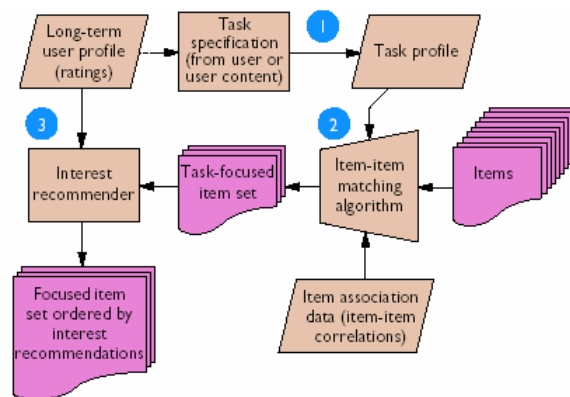 Long-term
user profile
(ratings)
Task
specification
(from user or
user content)
1
Task profile
3
2
Interest
recommender
Task-focused
item set
Item-item
matching
algorithm
Items
Focused item
set ordered by
interest
recommendations
Item association
data (item-item
correlations)